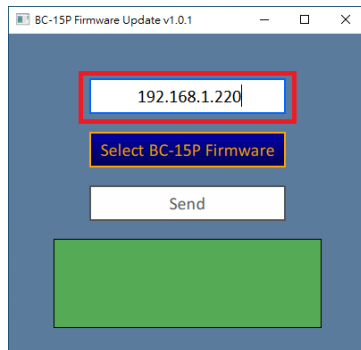 BC-15P Firmware Update v1.0.1
192.168.1.220
Select BC-15P Firmware
Send